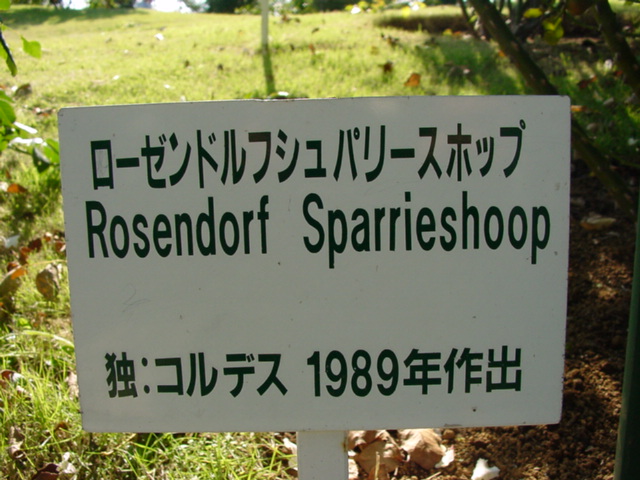 ローゼンドルフシュパリースホップ
Rosendorf Sparrieshoop
独:コルデス 1989年作出